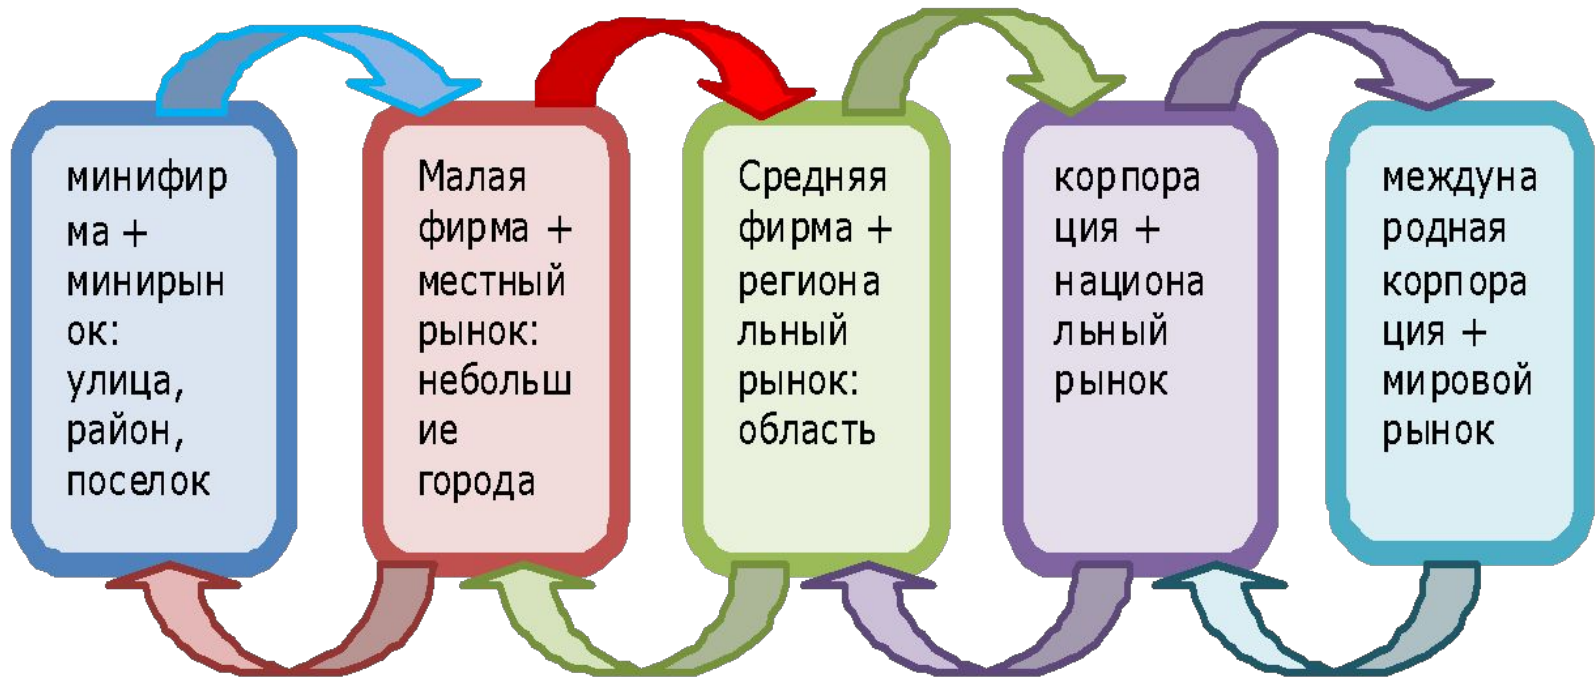 минифир
ма +
минирын
ок:
улица,
район,
поселок
Малая
фирма +
местный
рынок:
небольш
ие
города
Средняя
фирма +
региона
льный
рынок:
область
корпора
ция +
национа
льный
рынок
междуна
родная
корпора
ция +
мировой
рынок